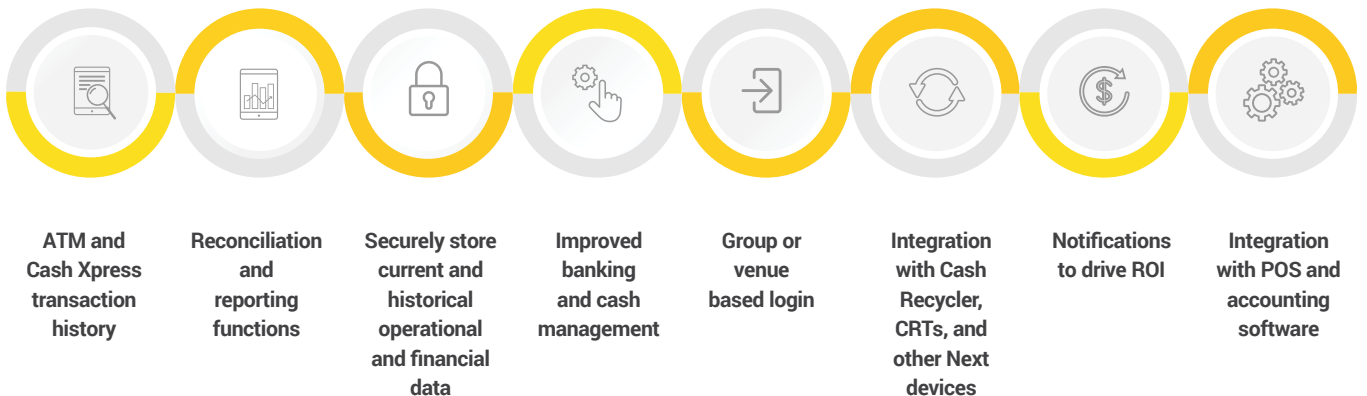 ATM and
Cash Xpress
transaction
history
Reconciliation
and
reporting
functions
Securely store
current and
historical
operational
and financial
data
Improved
banking
and cash
management
Group or
venue
based login
Integration
with Cash
Recycler,
CRTs, and
other Next
devices
Notifications
to drive ROI
Integration
with POS and
accounting
software